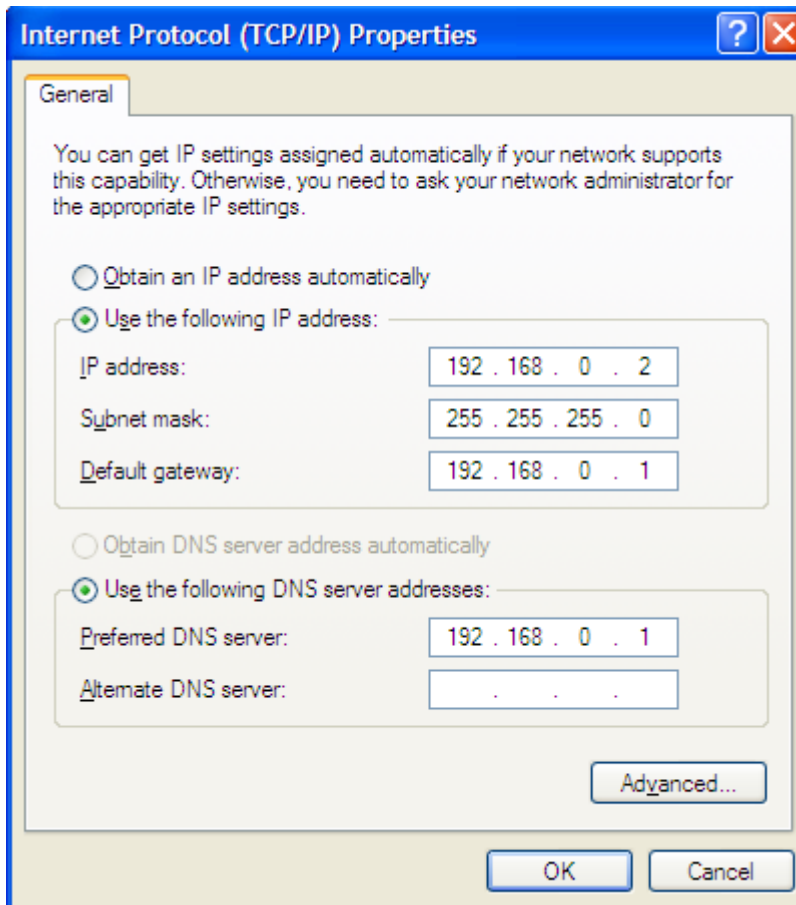 Internet Protocol (TCP/IP) Properties
General
You can get IP settings assigned automatically if your network supports
this capability. Otherwise, you need to ask your network administrator for
the appropriate IP settings.
Obtain an IP address automatically
Use the following IP address:
IP address: 192 . 168 . 0 . 2
Subnet mask: 255 . 255 . 255 . 0
Default gateway: 192 . 168 . 0 . 1
Obtain DNS server address automatically
Use the following DNS server addresses:
Preferred DNS server: 192 . 168 . 0 . 1
Alternate DNS server: . . .
Advanced...
OK Cancel